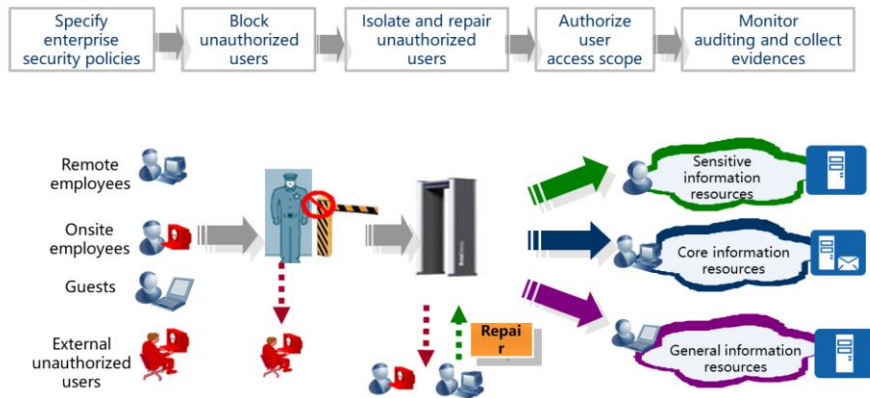 Specify
enterprise
security policies
Block
unauthorized
users
Isolate and repair
unauthorized
users
Authorize
user
access scope
Monitor
auditing and collect
evidences
Remote
employees
Onsite
employees
Guests
External
unauthorized
users
Repai
r
Sensitive
information
resources
Core information
resources
General information
resources